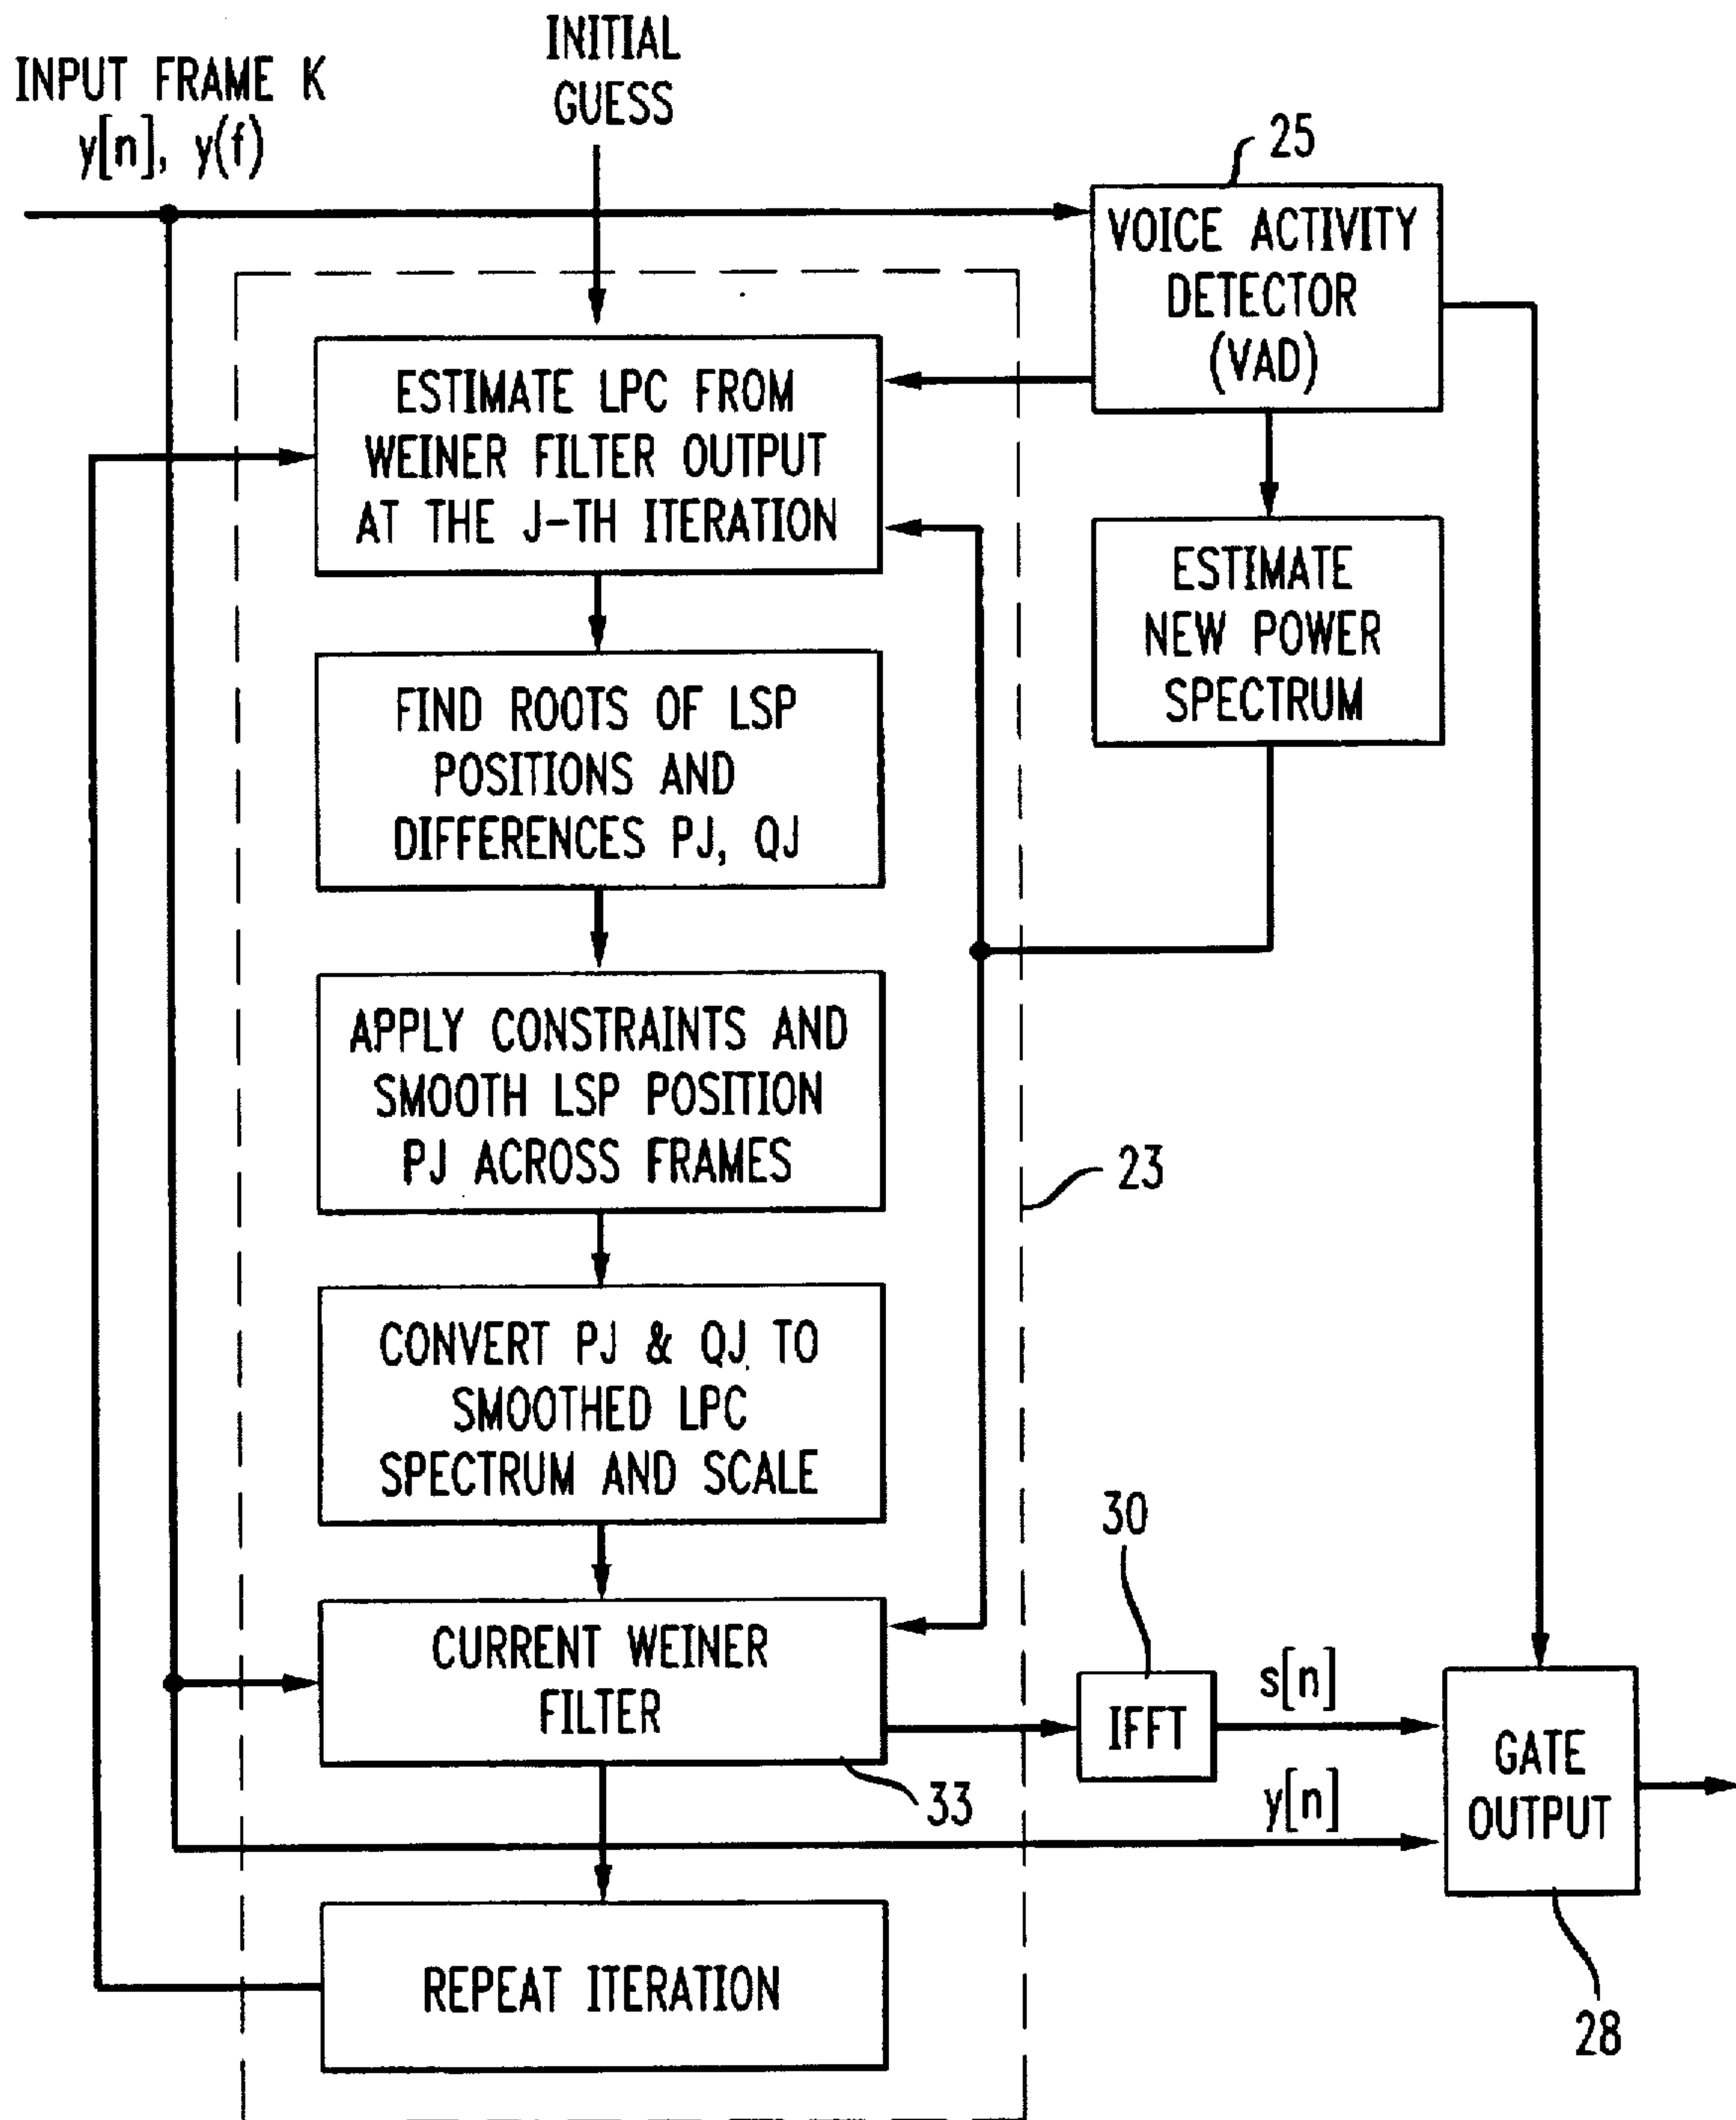 INITIAL
GUESS
INPUT FRAME K
y[n], y(f)
25
VOICE ACTIVITY
DETECTOR
(VAD)
ESTIMATE LPC FROM
WEINER FILTER OUTPUT
AT THE J-TH ITERATION
ESTIMATE
NEW POWER
SPECTRUM
FIND ROOTS OF LSP
POSITIONS AND
DIFFERENCES PJ, QJ
APPLY CONSTRAINTS AND
SMOOTH LSP POSITION
PJ ACROSS FRAMES
23
CONVERT PJ & QJ TO
SMOOTHED LPC
SPECTRUM AND SCALE
30
CURRENT WEINER
FILTER
33
IFFT
s[n]
y[n]
GATE
OUTPUT
28
REPEAT ITERATION